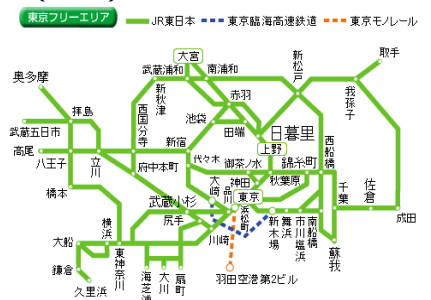 東京フリーエリア
JR東日本
東京臨海高速鉄道
東京モノレール
大宮
取手
奥多摩
武蔵浦和
南浦和
新松戸
我孫子
赤羽
拝島
新秋津
池袋
田端
日暮里
武蔵五日市
西国分寺
新宿
上野
西船橋
高尾
八王子
立川
府中本町
代々木
御茶ノ水
錦糸町
秋葉原
神田
千葉
佐倉
成田
橋本
武蔵小杉
大崎
品川
東京
浜松町
尻手
川崎
新木場
舞浜
市川塩浜
南船橋
蘇我
大船
横浜
東神奈川
鎌倉
久里浜
海芝浦
大川
扇町
羽田空港第2ビル